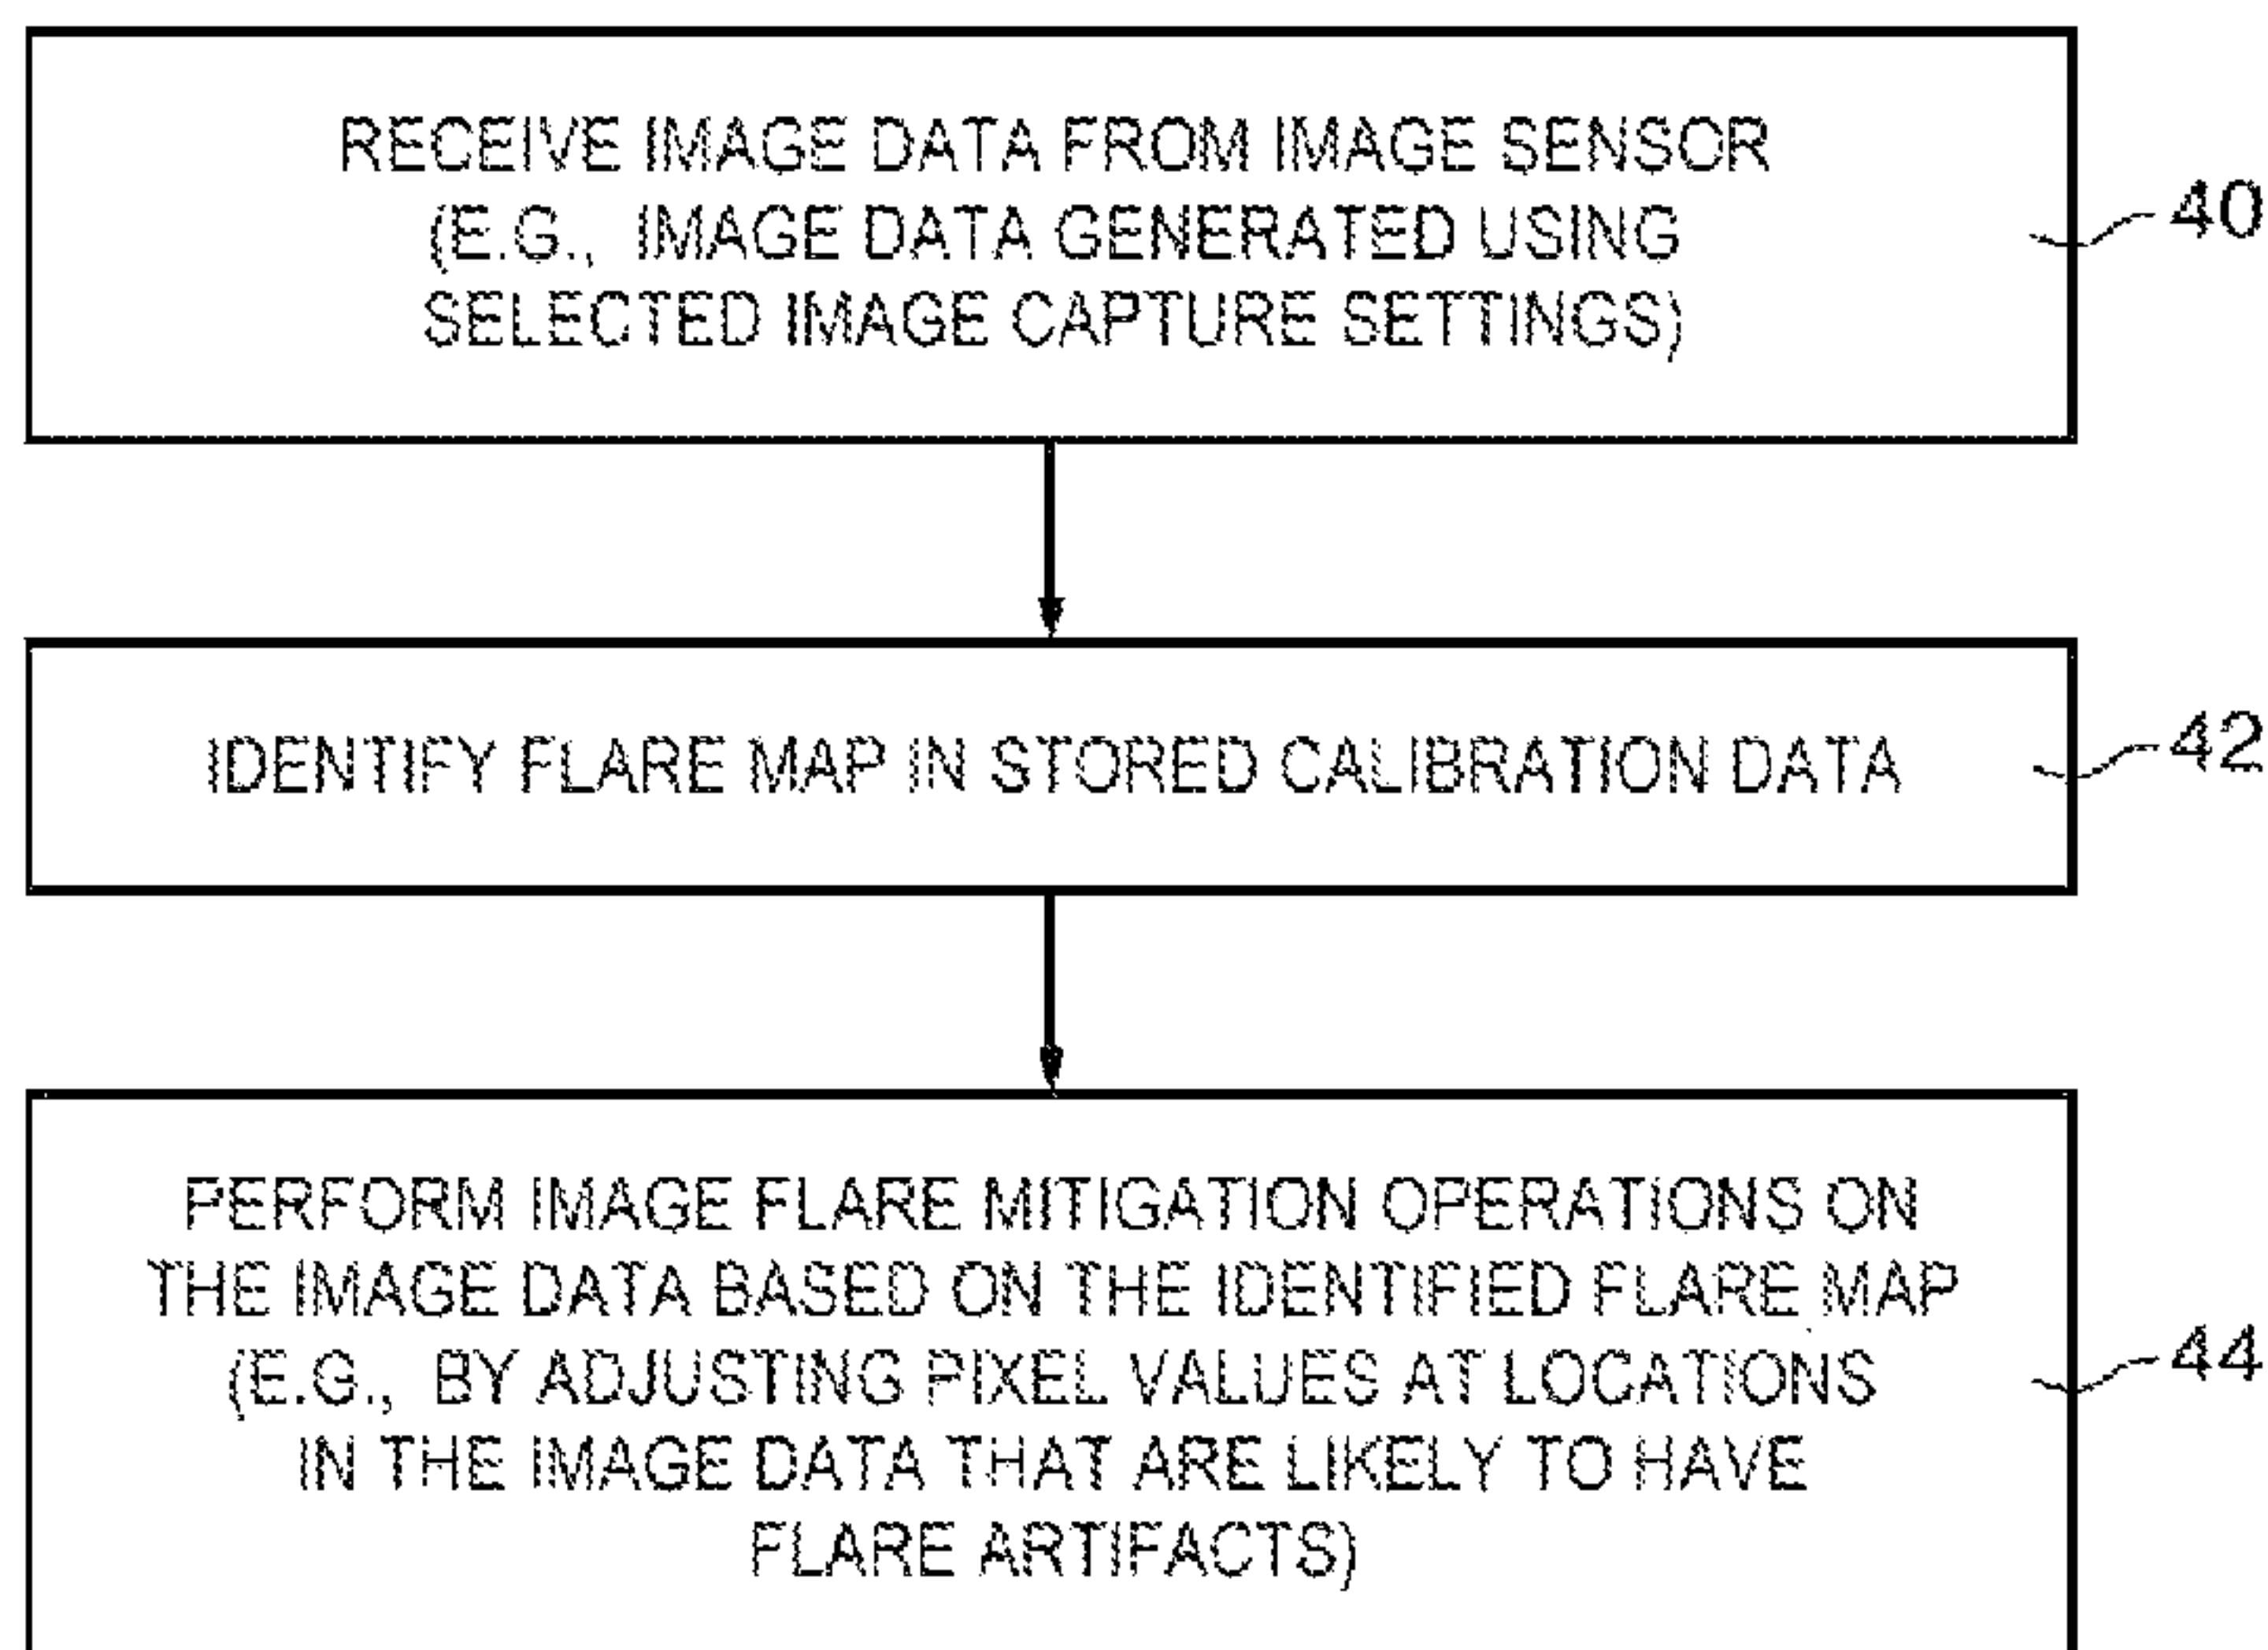 RECEIVE IMAGE DATA FROM IMAGE SENSOR
(E.G., IMAGE DATA GENERATED USING
SELECTED IMAGE CAPTURE SETTINGS)
40
IDENTIFY FLARE MAP IN STORED CALIBRATION DATA
42
PERFORM IMAGE FLARE MITIGATION OPERATIONS ON
THE IMAGE DATA BASED ON THE IDENTIFIED FLARE MAP
(E.G., BY ADJUSTING PIXEL VALUES AT LOCATIONS
IN THE IMAGE DATA THAT ARE LIKELY TO HAVE
FLARE ARTIFACTS)
44